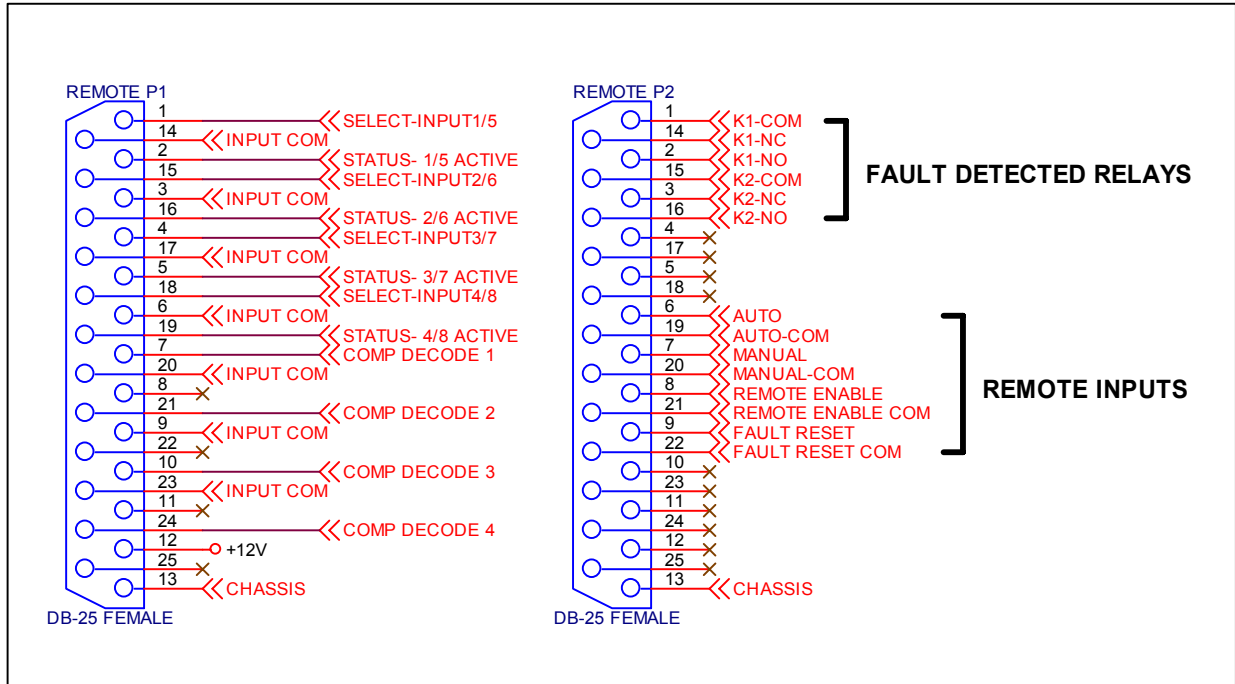 REMOTE P1
1 SELECT-INPUT1/5
14 INPUT COM
2 STATUS- 1/5 ACTIVE
15 SELECT-INPUT2/6
3 INPUT COM
16 STATUS- 2/6 ACTIVE
4 SELECT-INPUT3/7
17 INPUT COM
5 STATUS- 3/7 ACTIVE
18 SELECT-INPUT4/8
6 INPUT COM
19 STATUS- 4/8 ACTIVE
7 COMP DECODE 1
20 INPUT COM
8
21 COMP DECODE 2
9 INPUT COM
22
10 COMP DECODE 3
23 INPUT COM
11
24 COMP DECODE 4
12 +12V
25
13 CHASSIS
DB-25 FEMALE
REMOTE P2
1 K1-COM
14 K1-NC
2 K1-NO
15 K2-COM
3 K2-NC
16 K2-NO
FAULT DETECTED RELAYS
4
17
5
18
6 AUTO
19 AUTO-COM
7 MANUAL
20 MANUAL-COM
8 REMOTE ENABLE
21 REMOTE ENABLE COM
9 FAULT RESET
22 FAULT RESET COM
REMOTE INPUTS
10
23
11
24
12
25
13 CHASSIS
DB-25 FEMALE